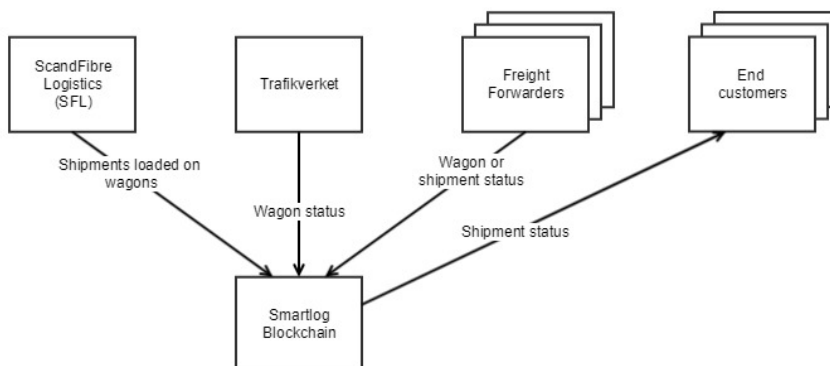 ScandFibre
Logistics
(SFL)
Trafikverket
Freight
Forwarders
End
customers
Shipments loaded on
wagons
Wagon status
Wagon or
shipment status
Shipment status
Smartlog
Blockchain